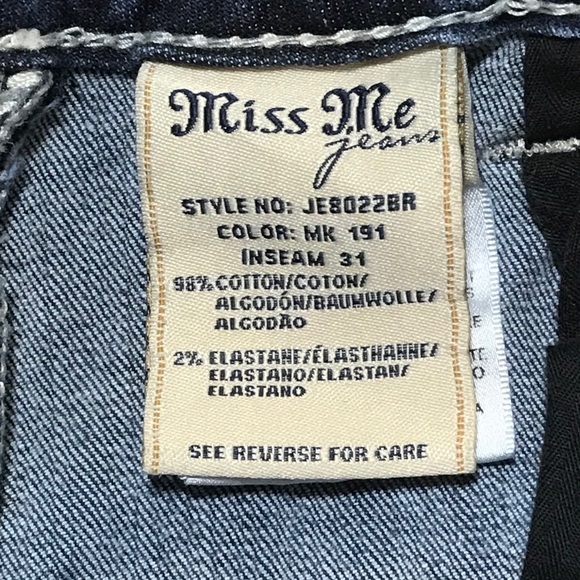 Miss Me
jeans
STYLE NO: JE8022BR
COLOR: MK 191
INSEAM 31
98% COTTON/COTON/
ALGODÓN/BAUMWOLLE/
ALGODÃO
2% ELASTANE/ÉLASTHANNE/
ELASTANO/ELASTAN/
ELASTANO
SEE REVERSE FOR CARE